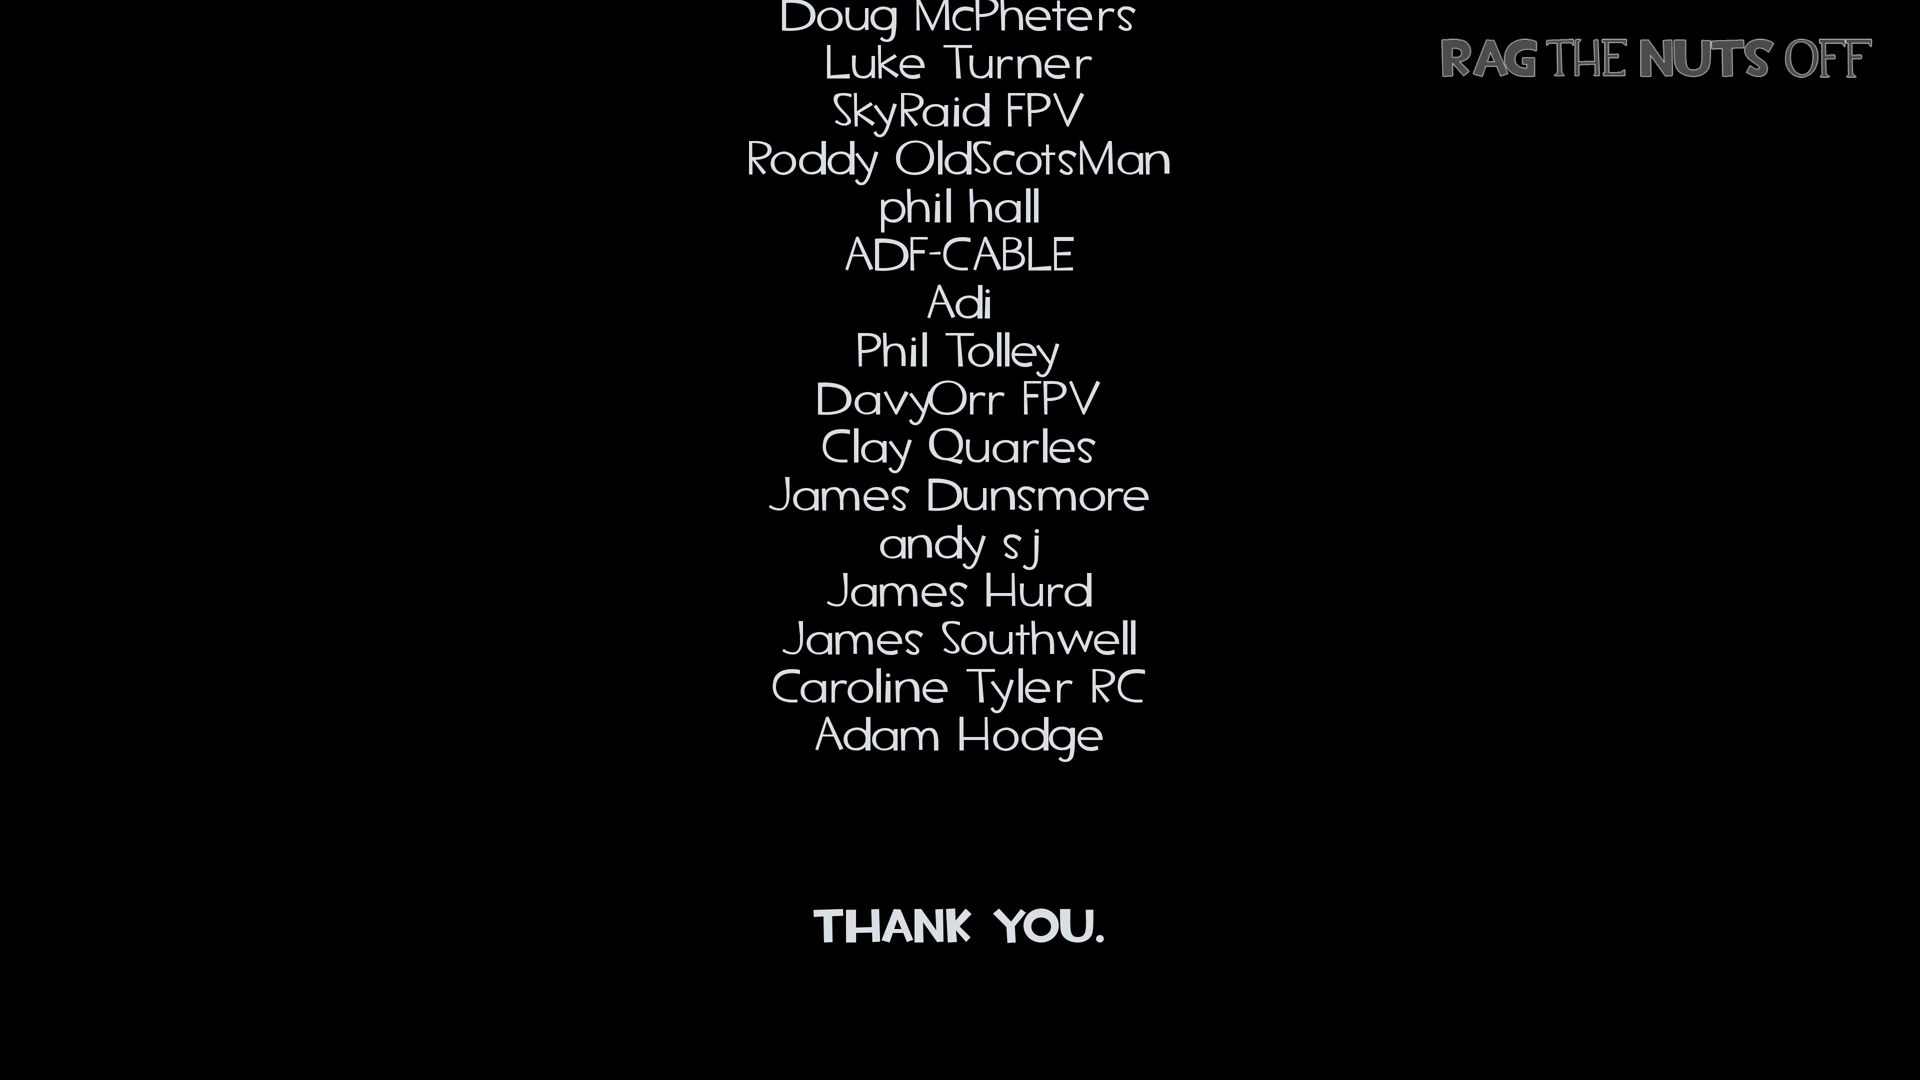 Doug McPheters
RAG THE NUTS OFF
Luke Turner
SkyRaid FPV
Roddy OldScotsMan
phil hall
ADF-CABLE
Adi
Phil Tolley
DavyOrr FPV
Clay Quarles
James Dunsmore
andy s j
James Hurd
James Southwell
Caroline Tyler RC
Adam Hodge
THANK YOU.